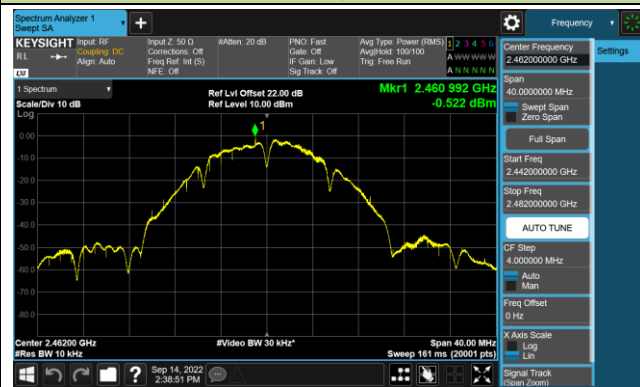 Spectrum Analyzer 1
Swept SA
Frequency
KEYSIGHT
Input: RF
Coupling: DC
Align: Auto
Input Z: 50 Ω
Corrections: Off
Freq Ref: Int (S)
NFE: Off
#Atten: 20 dB
PNO: Fast
Gate: Off
IF Gain: Low
Sig Track: Off
Avg Type: Power (RMS)
Avg|Hold: 100/100
Trig: Free Run
1 2 3 4 5 6
A W W W W W
A N N N N N
RL
LXI
1 Spectrum
Scale/Div 10 dB
Log
Ref Lvl Offset 22.00 dB
Ref Level 10.00 dBm
Mkr1 2.460 992 GHz
-0.522 dBm
1
0.00
-10.0
-20.0
-30.0
-40.0
-50.0
-60.0
-70.0
-80.0
Center 2.46200 GHz
#Res BW 10 kHz
#Video BW 30 kHz*
Span 40.00 MHz
Sweep 161 ms (20001 pts)
Sep 14, 2022
2:38:51 PM
Center Frequency
2.462000000 GHz
Settings
Span
40.0000000 MHz
Swept Span
Zero Span
Full Span
Start Freq
2.442000000 GHz
Stop Freq
2.482000000 GHz
AUTO TUNE
CF Step
4.000000 MHz
Auto
Man
Freq Offset
0 Hz
X Axis Scale
Log
Lin
Signal Track
(Span Zoom)